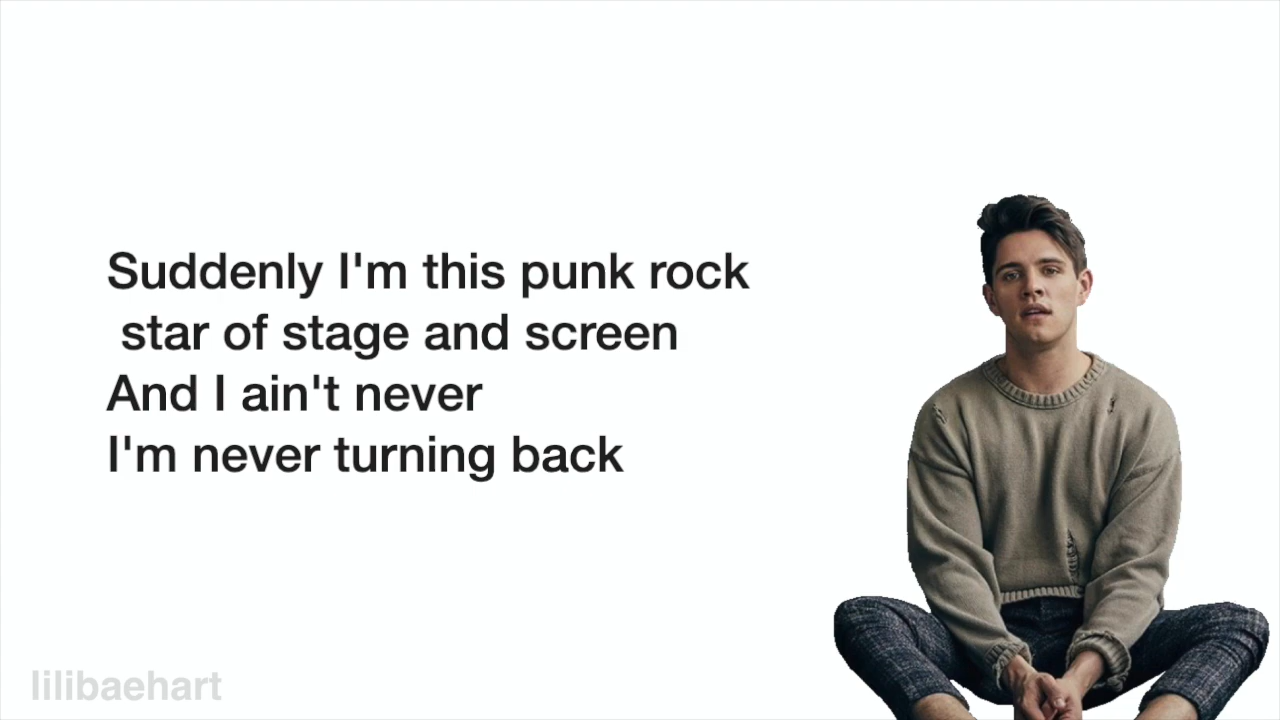 Suddenly I'm this punk rock
star of stage and screen
And I ain't never
I'm never turning back
lilibaehart